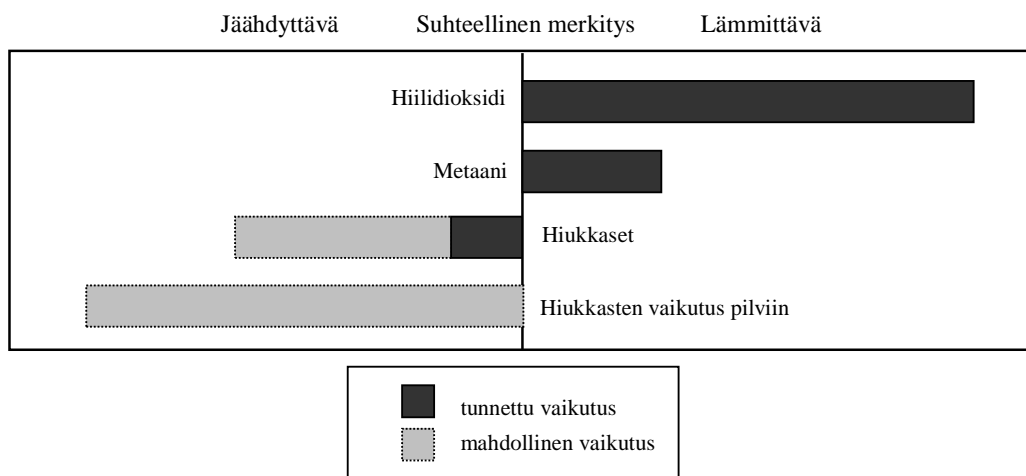 Jäähdyttävä Suhteellinen merkitys Lämmittävä
Hiilidioksidi
Metaani
Hiukkaset
Hiukkasten vaikutus pilviin
tunnettu vaikutus
mahdollinen vaikutus